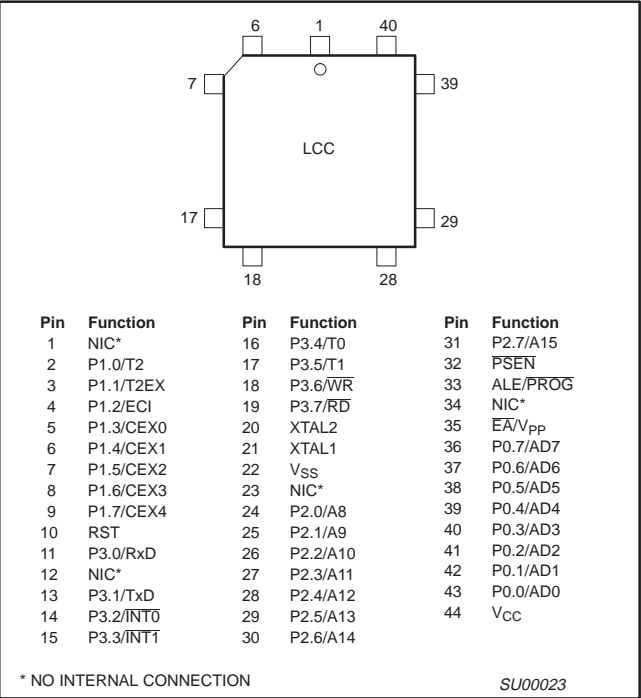 6 1 40
7 39
LCC
17 29
18 28
Pin Function Pin Function Pin Function
1 NIC* 16 P3.4/T0 31 P2.7/A15
2 P1.0/T2 17 P3.5/T1 32 P̅S̅E̅N̅
3 P1.1/T2EX 18 P3.6/W̅R̅ 33 ALE/P̅R̅O̅G̅
4 P1.2/ECI 19 P3.7/R̅D̅ 34 NIC*
5 P1.3/CEX0 20 XTAL2 35 E̅A̅/VPP
6 P1.4/CEX1 21 XTAL1 36 P0.7/AD7
7 P1.5/CEX2 22 VSS 37 P0.6/AD6
8 P1.6/CEX3 23 NIC* 38 P0.5/AD5
9 P1.7/CEX4 24 P2.0/A8 39 P0.4/AD4
10 RST 25 P2.1/A9 40 P0.3/AD3
11 P3.0/RxD 26 P2.2/A10 41 P0.2/AD2
12 NIC* 27 P2.3/A11 42 P0.1/AD1
13 P3.1/TxD 28 P2.4/A12 43 P0.0/AD0
14 P3.2/I̅N̅T̅0̅ 29 P2.5/A13 44 VCC
15 P3.3/I̅N̅T̅1̅ 30 P2.6/A14
* NO INTERNAL CONNECTION SU00023